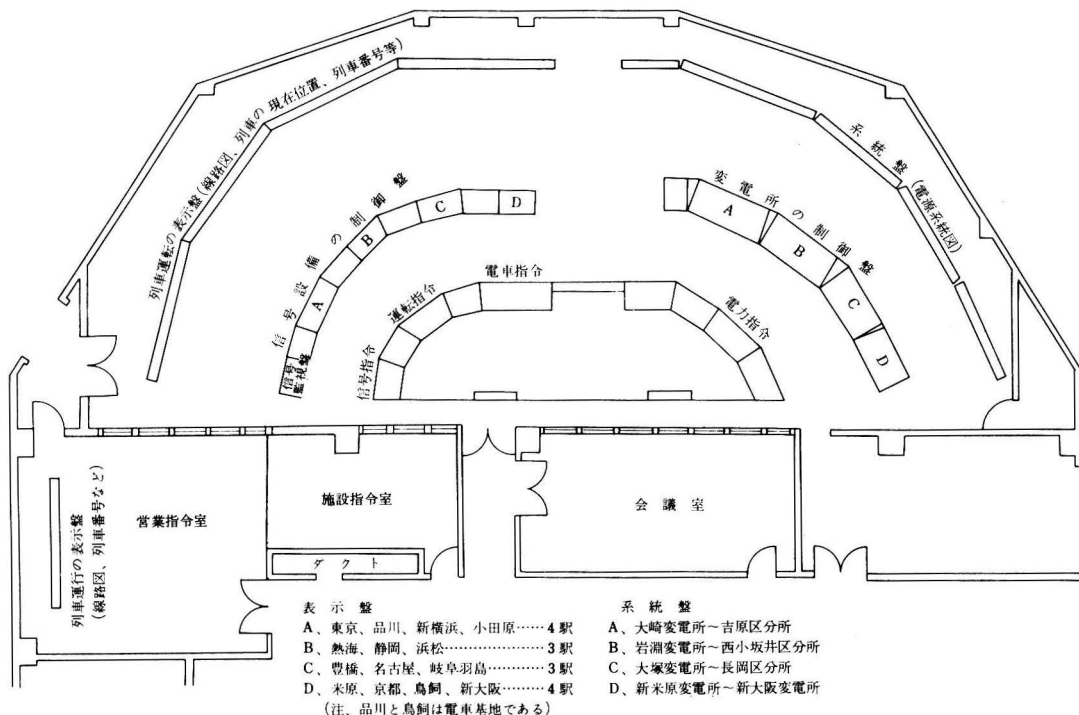 列車運転の表示盤(線路図、列車の現在位置、列車番号等)
系統盤(電源系統図)
信号設備の制御盤
A
B
C
D
変電所の制御盤
A
B
C
D
信号
監視盤
信号指令
運転指令
電車指令
電力指令
列車運行の表示盤
(線路図、列車番号など)
営業指令室
施設指令室
ダクト
会議室
表示盤
A、東京、品川、新横浜、小田原……4駅
B、熱海、静岡、浜松………………3駅
C、豊橋、名古屋、岐阜羽島………3駅
D、米原、京都、鳥飼、新大阪………4駅
(注、品川と鳥飼は電車基地である)
系統盤
A、大崎変電所～吉原区分所
B、岩淵変電所～西小坂井区分所
C、大塚変電所～長岡区分所
D、新米原変電所～新大阪変電所